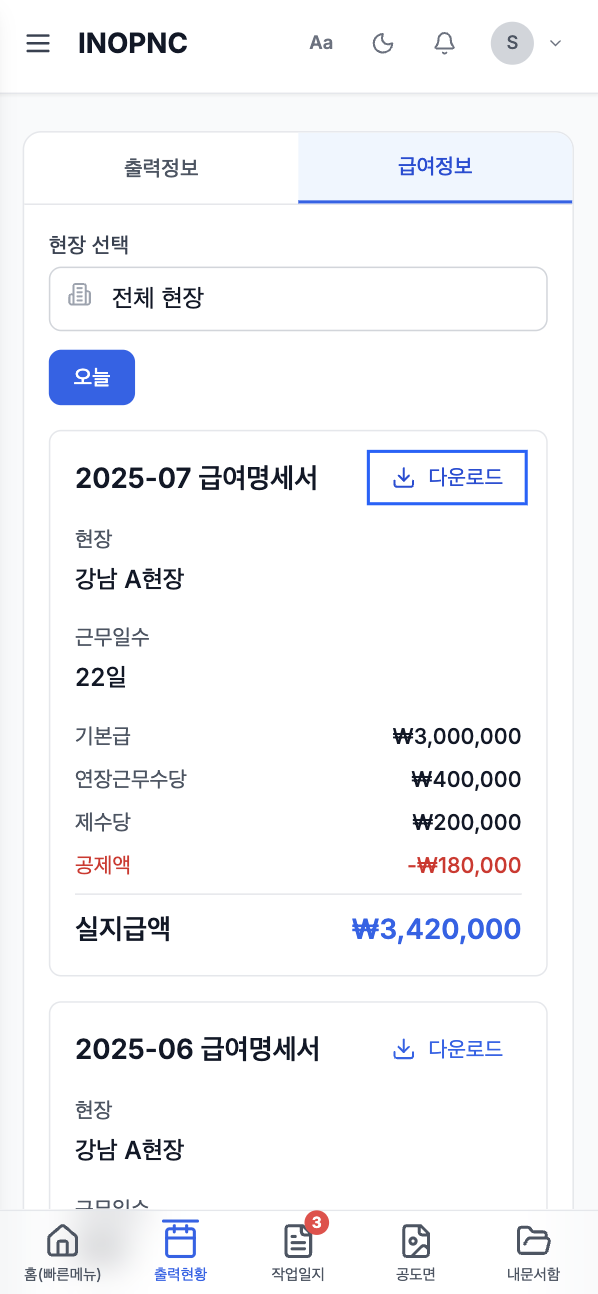 INOPNC
Aa
S
출력정보
급여정보
현장 선택
전체 현장
오늘
2025-07 급여명세서
다운로드
현장
강남 A현장
근무일수
22일
기본급 ₩3,000,000
연장근무수당 ₩400,000
제수당 ₩200,000
공제액 -₩180,000
실지급액 ₩3,420,000
2025-06 급여명세서
다운로드
현장
강남 A현장
근무일수
3
홈(빠른메뉴)
출력현황
작업일지
공도면
내문서함